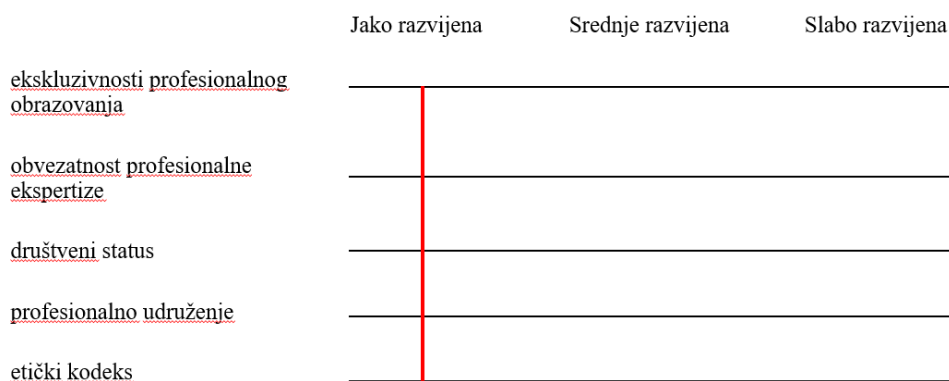 Jako razvijena Srednje razvijena Slabo razvijena
ekskluzivnosti profesionalnog
obrazovanja
obvezatnost profesionalne
ekspertize
društveni status
profesionalno udruženje
etički kodeks